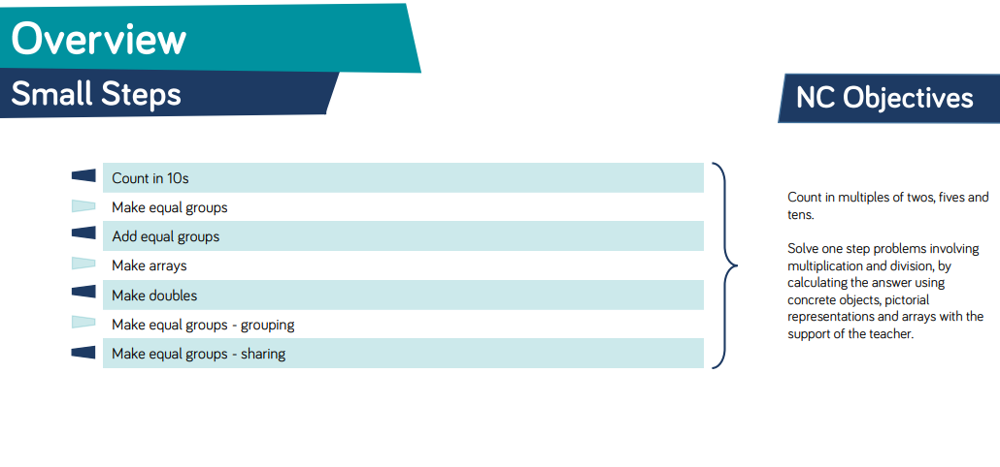 Overview
Small Steps
NC Objectives
Count in 10s
Make equal groups
Add equal groups
Make arrays
Make doubles
Make equal groups - grouping
Make equal groups - sharing
Count in multiples of twos, fives and
tens.
Solve one step problems involving
multiplication and division, by
calculating the answer using
concrete objects, pictorial
representations and arrays with the
support of the teacher.